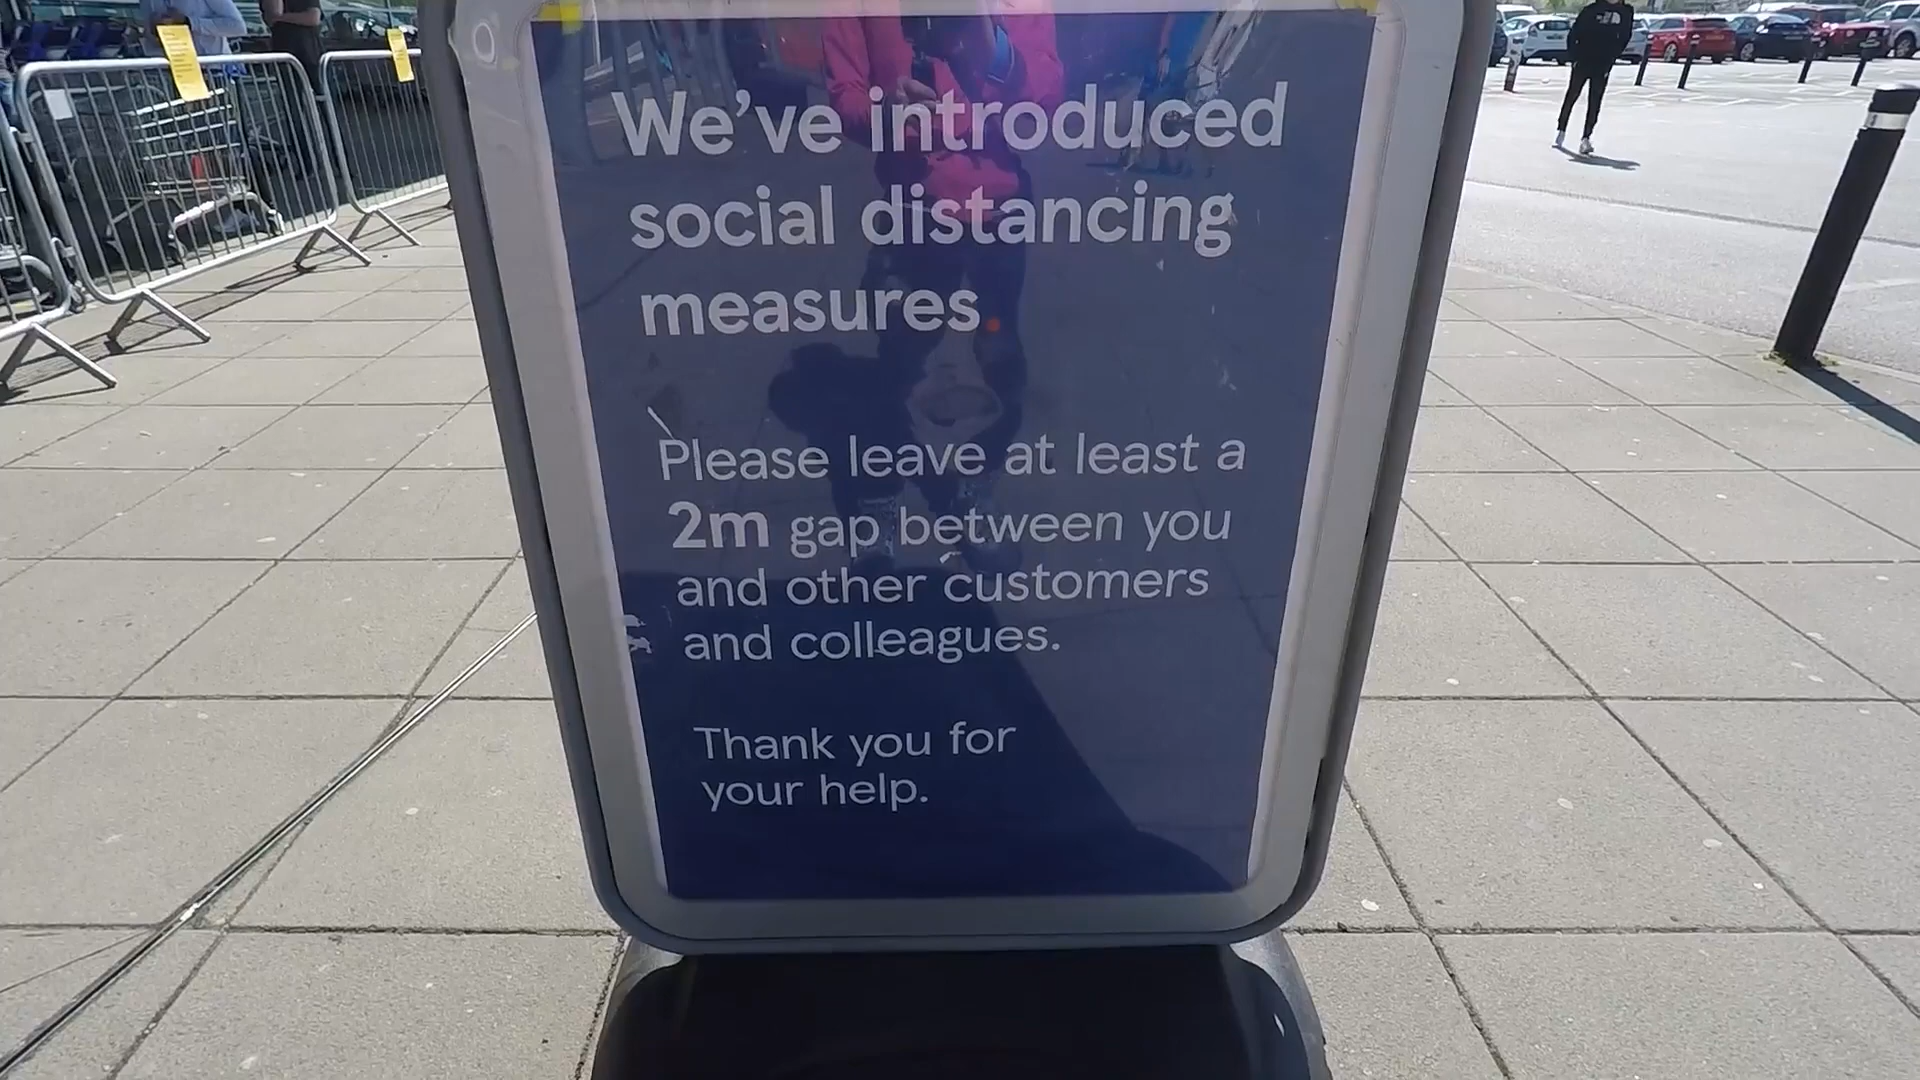 We've introduced
social distancing
measures
Please leave at least a
2m gap between you
and other customers
and colleagues.
Thank you for
your help.